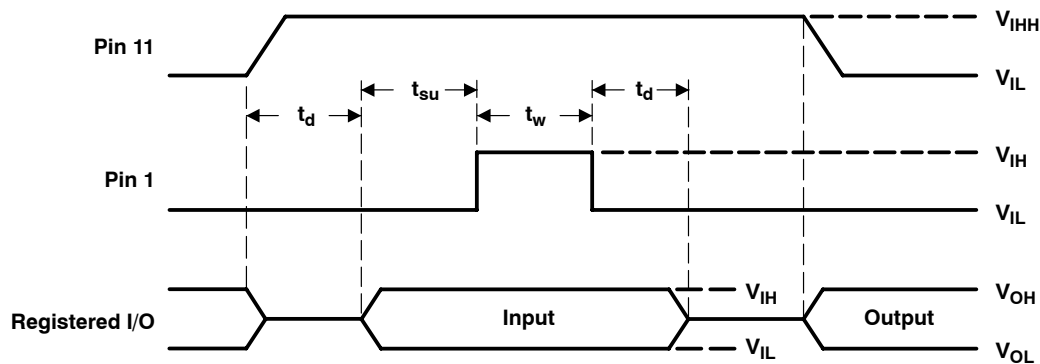 Pin 11
V_IHH
V_IL
t_d
t_su
t_w
t_d
Pin 1
V_IH
V_IL
Registered I/O
Input
V_IH
V_IL
Output
V_OH
V_OL